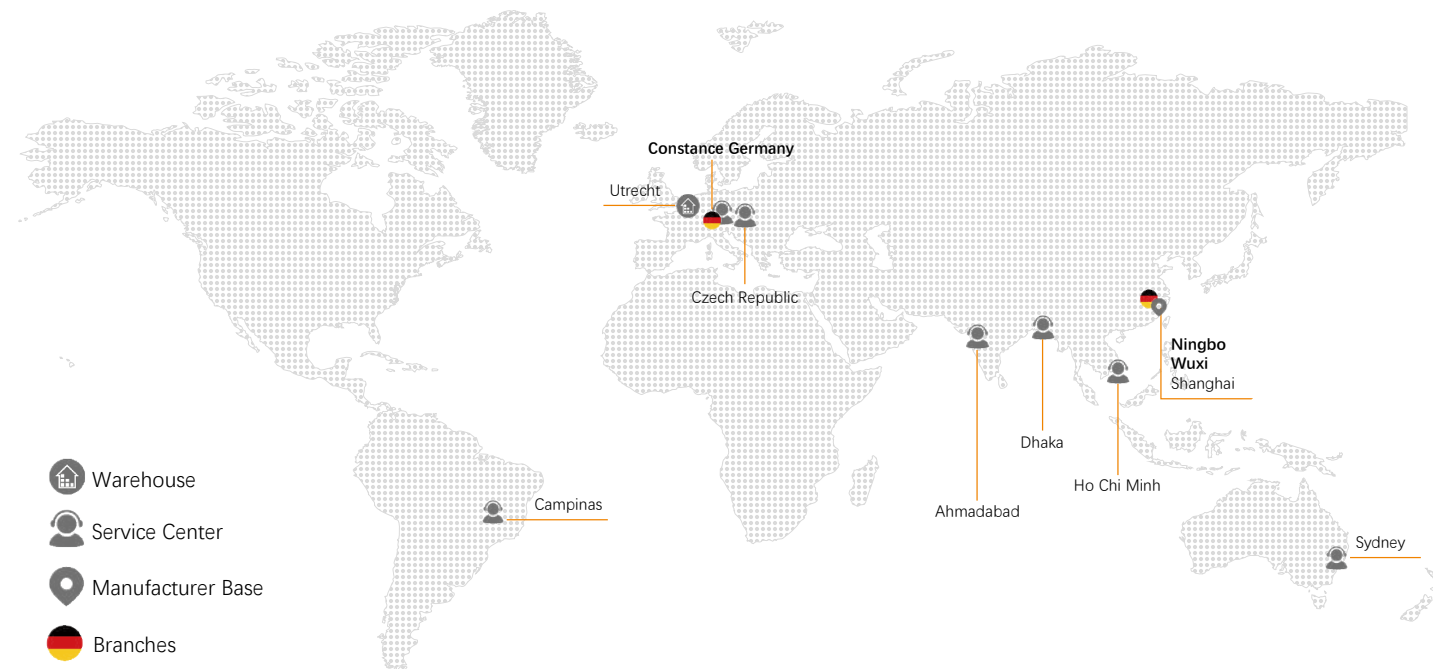 Constance Germany
Utrecht
Czech Republic
Ningbo
Wuxi
Shanghai
Dhaka
Ho Chi Minh
Ahmadabad
Campinas
Sydney
Warehouse
Service Center
Manufacturer Base
Branches